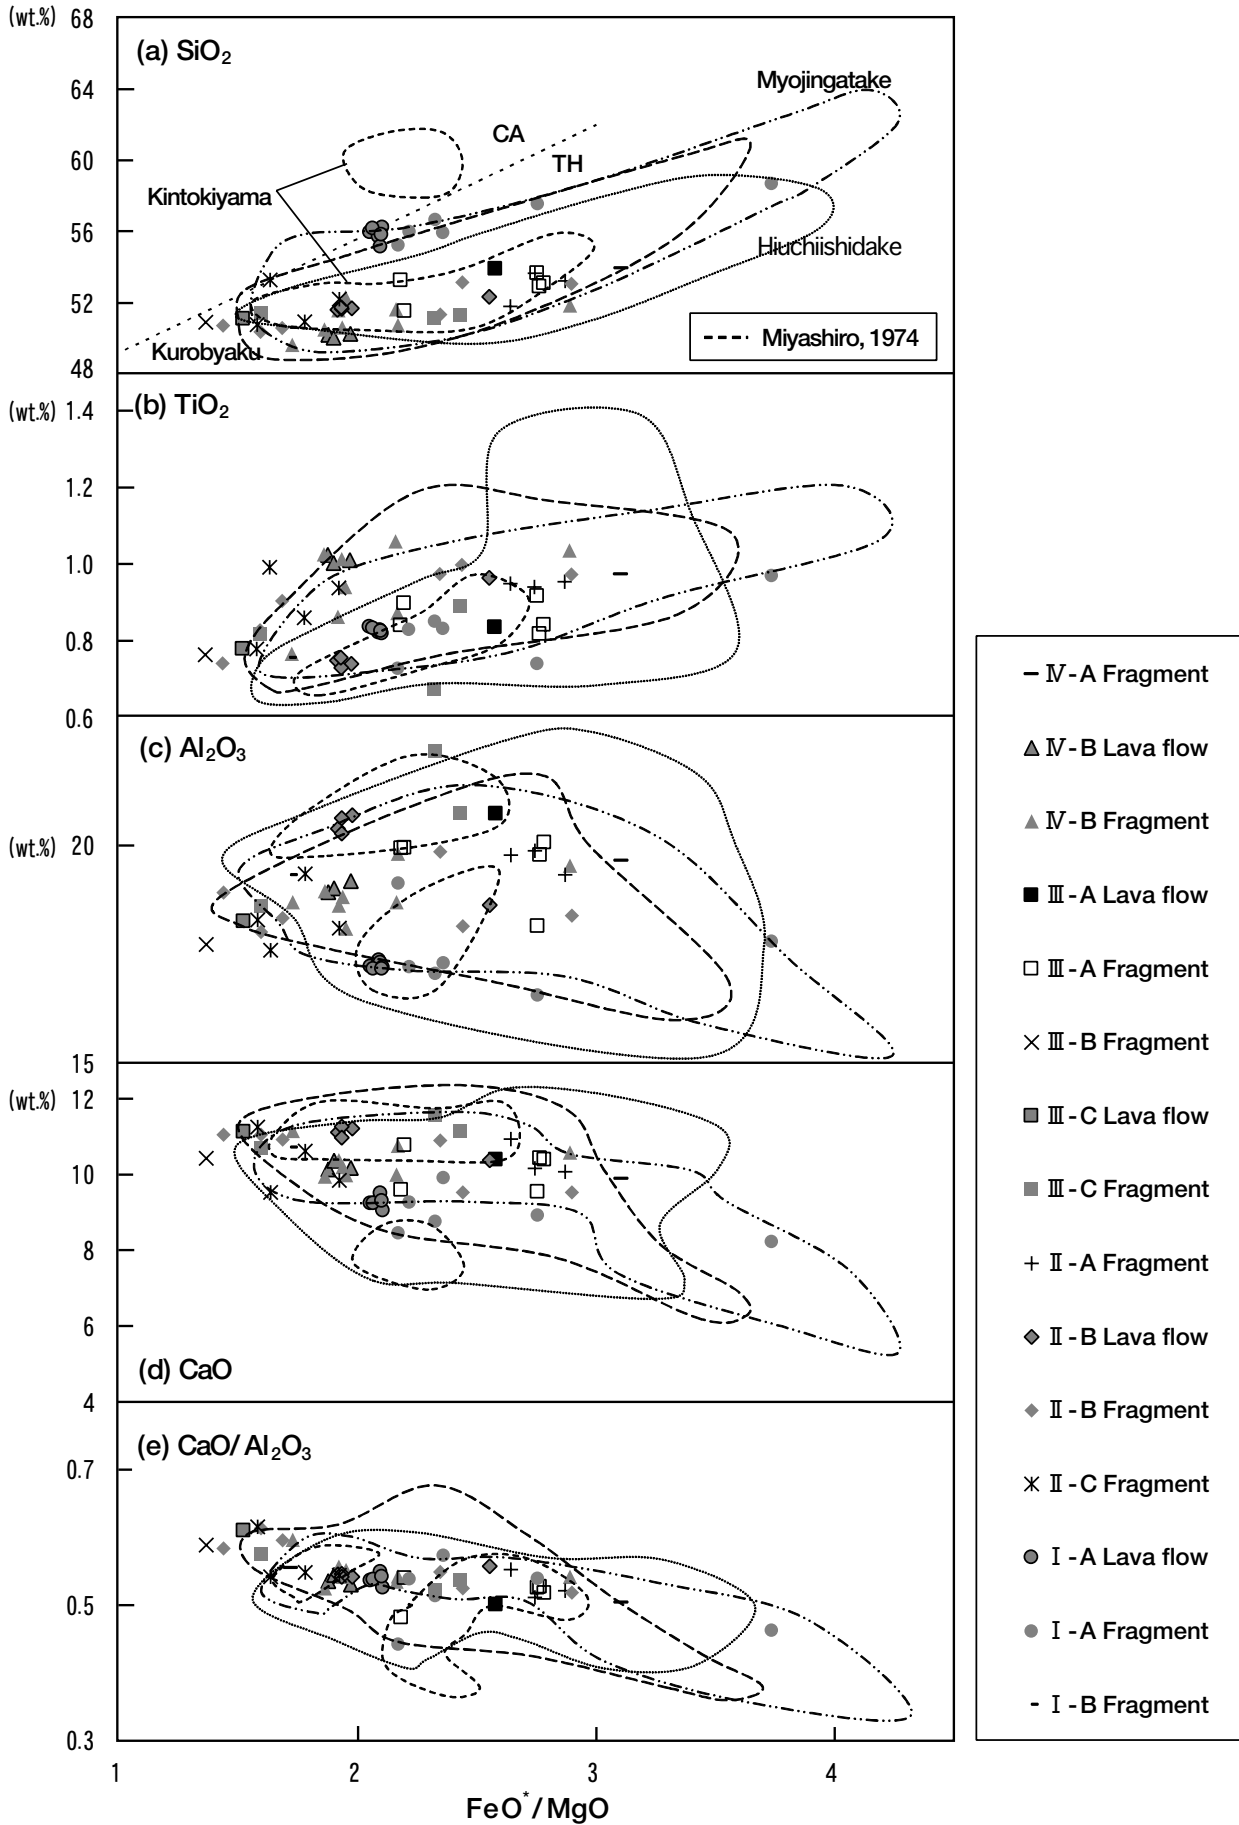 (wt.%) 68
(a) SiO₂
64
Myojingatake
CA
60
TH
Kintokiyama
56
Hiuchiishidake
52
Kurobyaku
Miyashiro, 1974
48
(wt.%) 1.4
(b) TiO₂
1.2
1.0
0.8
0.6
(c) Al₂O₃
(wt.%) 20
15
(wt.%) 12
10
8
6
(d) CaO
4
(e) CaO/Al₂O₃
0.7
0.5
0.3
1 2 3 4
FeO*/MgO
Ⅳ-A Fragment
Ⅳ-B Lava flow
Ⅳ-B Fragment
Ⅲ-A Lava flow
Ⅲ-A Fragment
Ⅲ-B Fragment
Ⅲ-C Lava flow
Ⅲ-C Fragment
Ⅱ-A Fragment
Ⅱ-B Lava flow
Ⅱ-B Fragment
Ⅱ-C Fragment
Ⅰ-A Lava flow
Ⅰ-A Fragment
Ⅰ-B Fragment